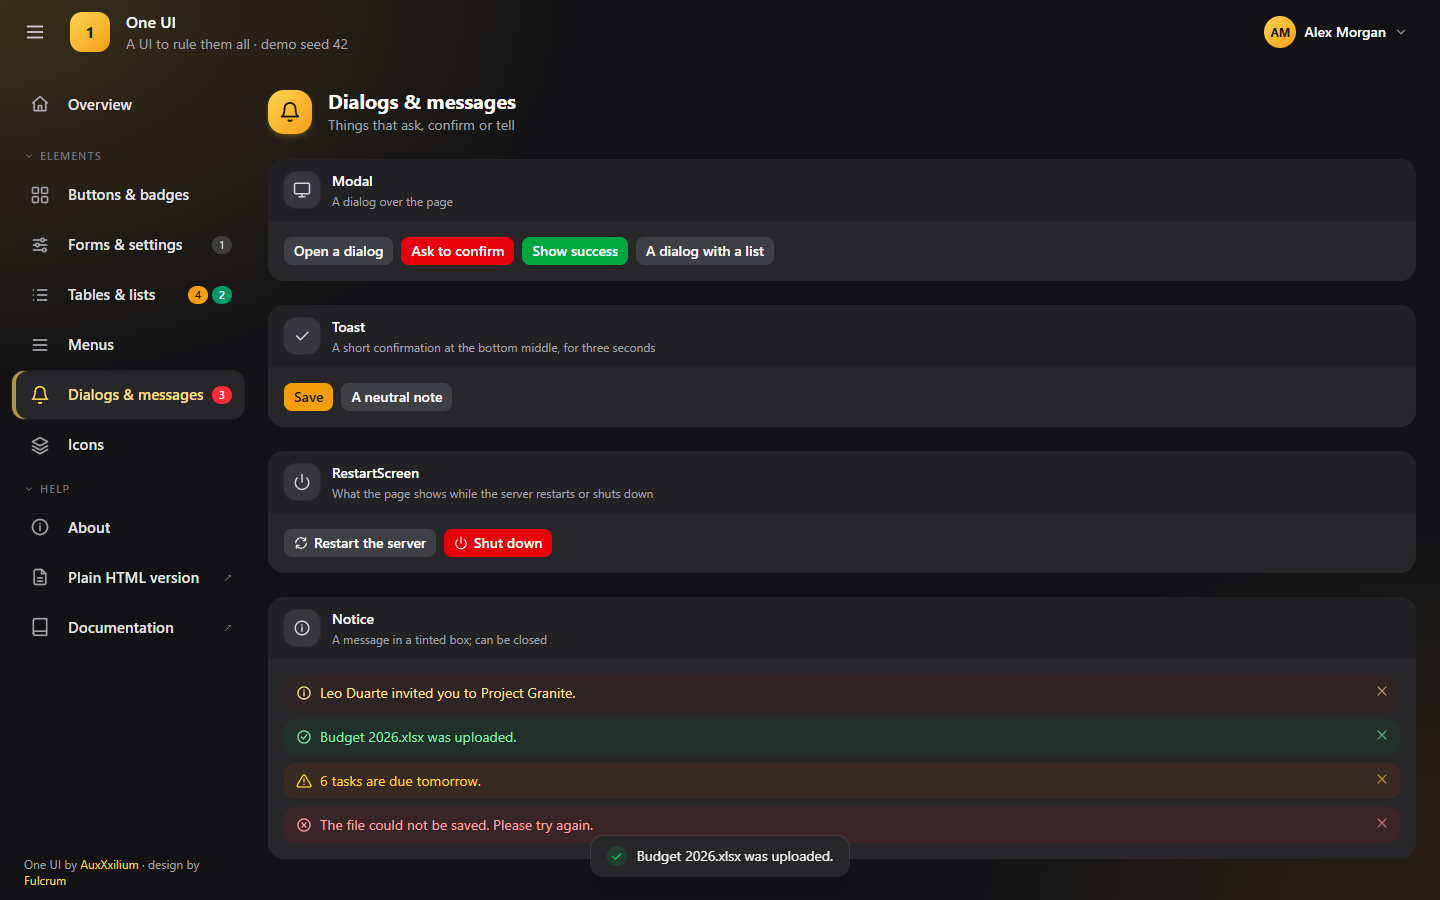 1
One UI
A UI to rule them all · demo seed 42
AM
Alex Morgan
Overview
ELEMENTS
Buttons & badges
Forms & settings 1
Tables & lists 4 2
Menus
Dialogs & messages 3
Icons
HELP
About
Plain HTML version
Documentation
One UI by AuxXxilium · design by
Fulcrum
Dialogs & messages
Things that ask, confirm or tell
Modal
A dialog over the page
Open a dialog
Ask to confirm
Show success
A dialog with a list
Toast
A short confirmation at the bottom middle, for three seconds
Save
A neutral note
RestartScreen
What the page shows while the server restarts or shuts down
Restart the server
Shut down
Notice
A message in a tinted box; can be closed
Leo Duarte invited you to Project Granite.
Budget 2026.xlsx was uploaded.
6 tasks are due tomorrow.
The file could not be saved. Please try again.
Budget 2026.xlsx was uploaded.